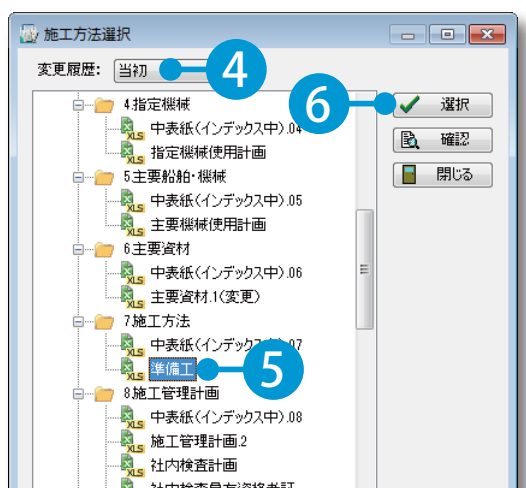 施工方法選択
変更履歴: 当初
4
6
選択
確認
閉じる
4.指定機械
中表紙(インデックス中).04
指定機械使用計画
5.主要船舶・機械
中表紙(インデックス中).05
主要機械使用計画
6.主要資材
中表紙(インデックス中).06
主要資材.1(変更)
7.施工方法
中表紙(インデックス中).07
準備工
5
8.施工管理計画
中表紙(インデックス中).08
施工管理計画.2
社内検査計画